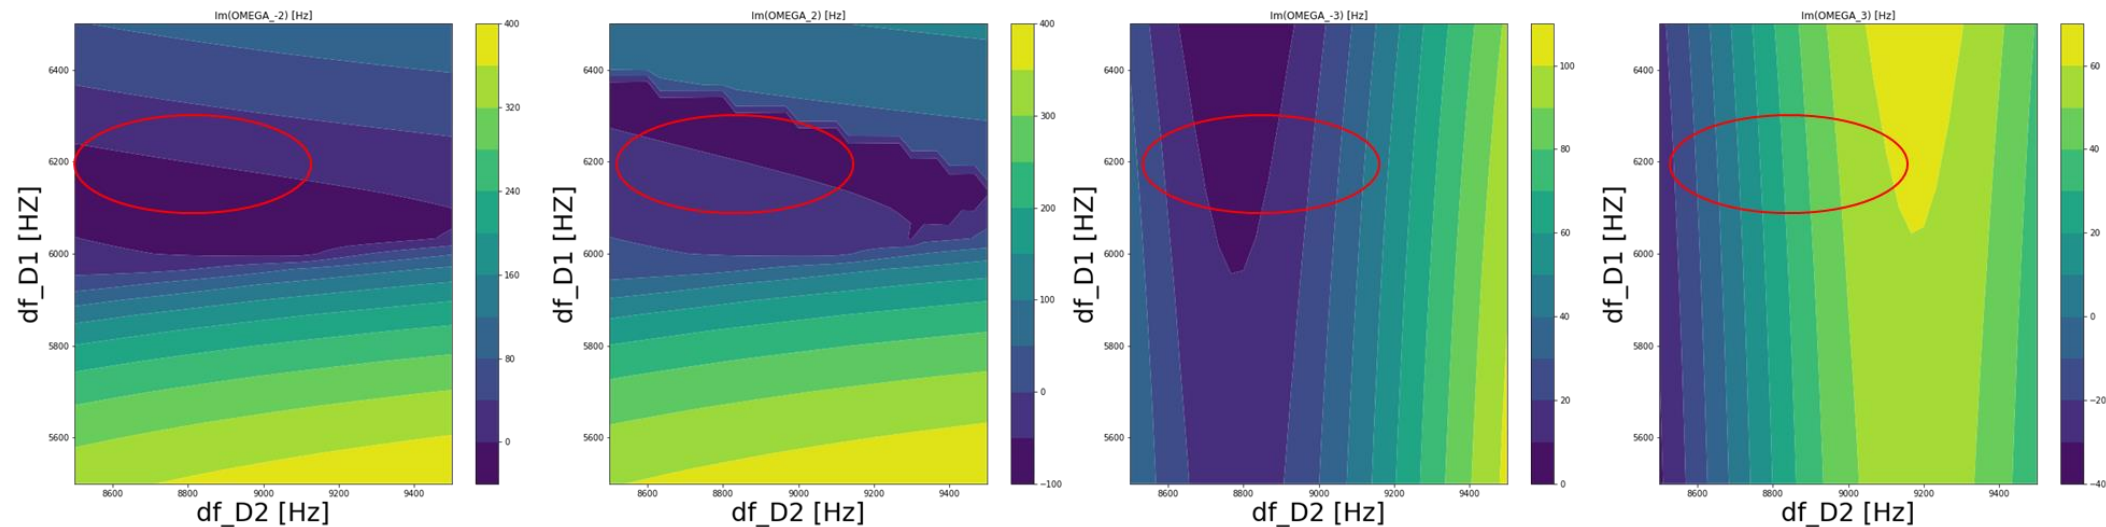 Im(OMEGA_-2) [Hz]
df_D1 [HZ]
6400
6200
6000
5800
5600
8600 8800 9000 9200 9400
df_D2 [Hz]
400
320
240
160
80
0
Im(OMEGA_2) [Hz]
df_D1 [HZ]
6400
6200
6000
5800
5600
8600 8800 9000 9200 9400
df_D2 [Hz]
400
300
200
100
0
−100
Im(OMEGA_-3) [Hz]
df_D1 [HZ]
6400
6200
6000
5800
5600
8600 8800 9000 9200 9400
df_D2 [Hz]
100
80
60
40
20
0
Im(OMEGA_3) [Hz]
df_D1 [HZ]
6400
6200
6000
5800
5600
8600 8800 9000 9200 9400
df_D2 [Hz]
60
40
20
0
−20
−40